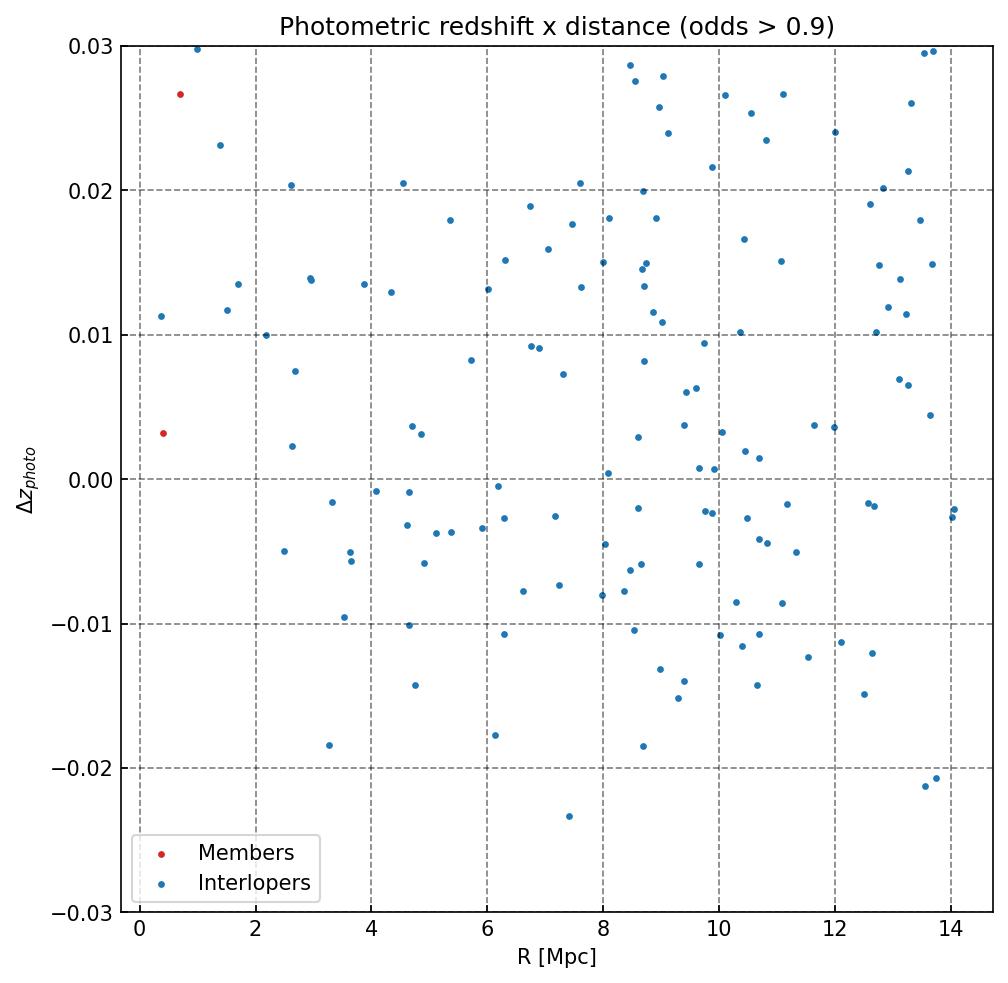 Photometric redshift x distance (odds > 0.9)
0.03
0.02
0.01
0.00
−0.01
−0.02
−0.03
Δz_photo
Members
Interlopers
0 2 4 6 8 10 12 14
R [Mpc]